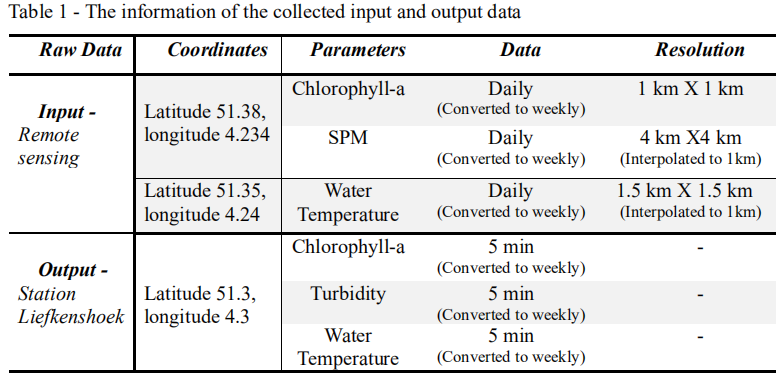 Table 1 - The information of the collected input and output data
Raw Data Coordinates Parameters Data Resolution
Input -
Remote
sensing
Latitude 51.38,
longitude 4.234
Chlorophyll-a Daily 1 km X 1 km
(Converted to weekly)
SPM Daily 4 km X4 km
(Converted to weekly) (Interpolated to 1km)
Latitude 51.35,
longitude 4.24
Water
Temperature
Daily 1.5 km X 1.5 km
(Converted to weekly) (Interpolated to 1km)
Output -
Station
Liefkenshoek
Latitude 51.3,
longitude 4.3
Chlorophyll-a 5 min -
(Converted to weekly)
Turbidity 5 min -
(Converted to weekly)
Water
Temperature
5 min -
(Converted to weekly)